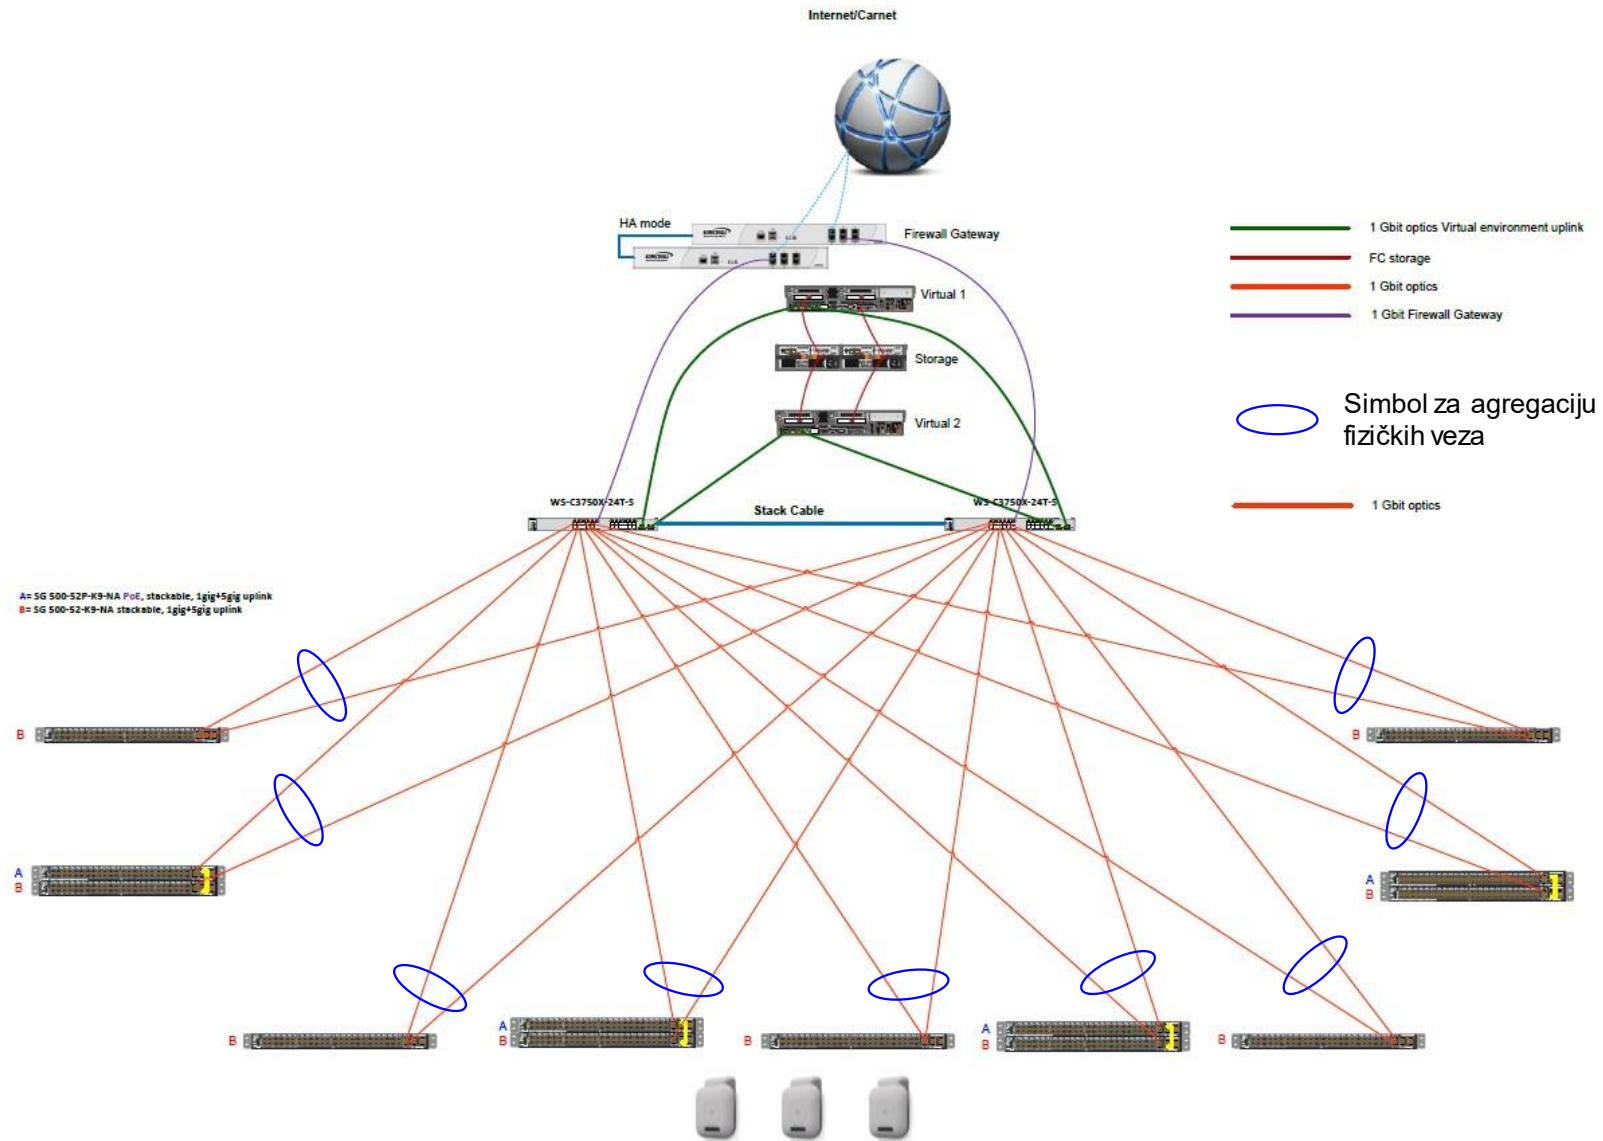 Internet/Carnet
HA mode
Firewall Gateway
SONICWALL
SONICWALL
Virtual 1
Storage
Virtual 2
1 Gbit optics Virtual environment uplink
FC storage
1 Gbit optics
1 Gbit Firewall Gateway
Simbol za agregaciju
fizičkih veza
1 Gbit optics
WS-C3750X-24T-S
WS-C3750X-24T-S
Stack Cable
A= SG 500-52P-K9-NA PoE, stackable, 1gig+5gig uplink
B= SG 500-52-K9-NA stackable, 1gig+5gig uplink
B
B
A
B
A
B
B
A
B
B
A
B
B